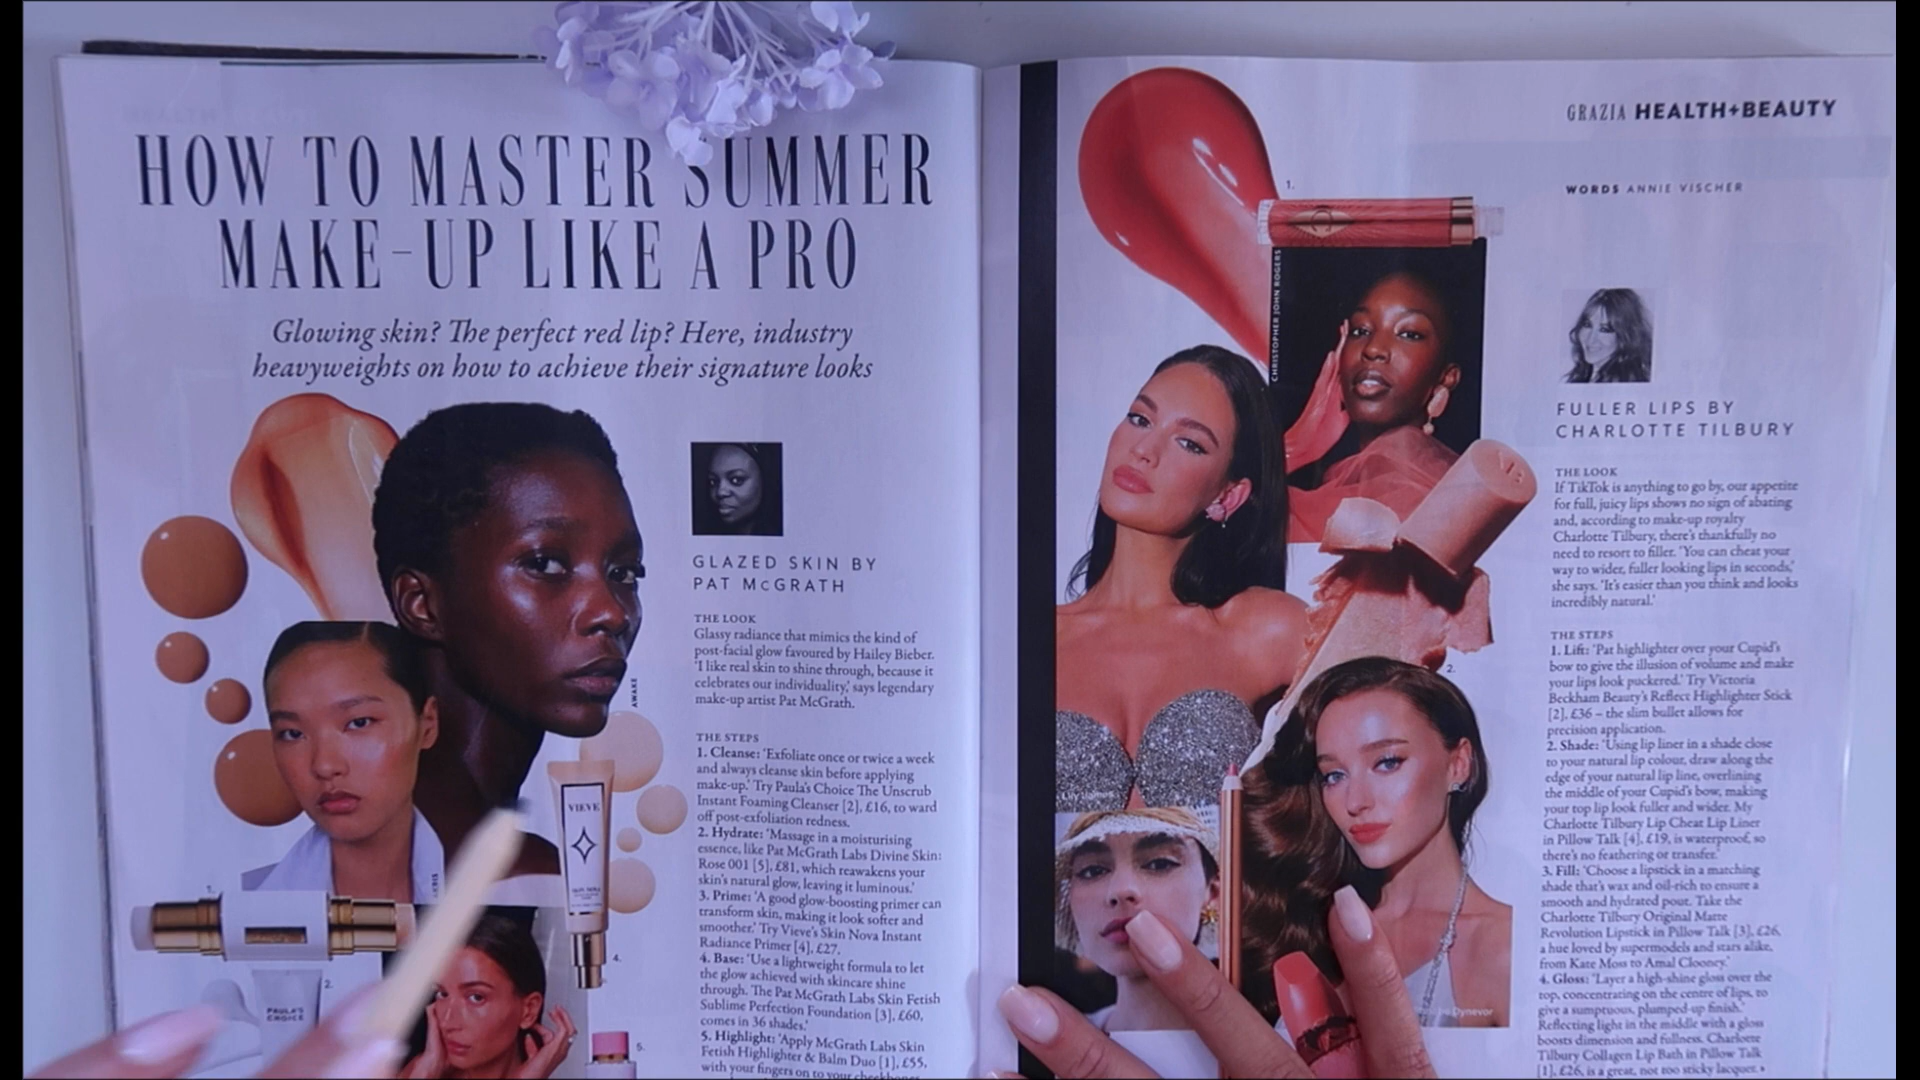 HOW TO MASTER SUMMER
MAKE-UP LIKE A PRO
Glowing skin? The perfect red lip? Here, industry
heavyweights on how to achieve their signature looks
GLAZED SKIN BY
PAT McGRATH
THE LOOK
Glassy radiance that mimics the kind of
post-facial glow favoured by Hailey Bieber.
'I like real skin to shine through, because it
celebrates our individuality,' says legendary
make-up artist Pat McGrath.
THE STEPS
1. Cleanse: 'Exfoliate once or twice a week
and always cleanse skin before applying
make-up.' Try Paula's Choice The Unscrub
Instant Foaming Cleanser [2], £16, to ward
off post-exfoliation redness.
2. Hydrate: 'Massage in a moisturising
essence, like Pat McGrath Labs Divine Skin:
Rose 001 [5], £81, which reawakens your
skin's natural glow, leaving it luminous.'
3. Prime: 'A good glow-boosting primer can
transform skin, making it look softer and
smoother.' Try Vieve's Skin Nova Instant
Radiance Primer [4], £27.
4. Base: 'Use a lightweight formula to let
the glow achieved with skincare shine
through. The Pat McGrath Labs Skin Fetish
Sublime Perfection Foundation [3], £60,
comes in 36 shades.'
5. Highlight: 'Apply McGrath Labs Skin
Fetish Highlighter & Balm Duo [1], £55,
with your fingers on to your cheekbones,
AWAKE
VIEVE
1.
2.
PAULA'S
CHOICE
4.
5.
GRAZIA HEALTH+BEAUTY
WORDS ANNIE VISCHER
1.
CHRISTOPHER JOHN ROGERS
2.
FULLER LIPS BY
CHARLOTTE TILBURY
THE LOOK
If TikTok is anything to go by, our appetite
for full, juicy lips shows no sign of abating
and, according to make-up royalty
Charlotte Tilbury, there's thankfully no
need to resort to filler. 'You can cheat your
way to wider, fuller looking lips in seconds,'
she says. 'It's easier than you think and looks
incredibly natural.'
THE STEPS
1. Lift: 'Pat highlighter over your Cupid's
bow to give the illusion of volume and make
your lips look puckered.' Try Victoria
Beckham Beauty's Reflect Highlighter Stick
[2], £36 – the slim bullet allows for
precision application.
2. Shade: 'Using lip liner in a shade close
to your natural lip colour, draw along the
edge of your natural lip line, overlining
the middle of your Cupid's bow, making
your top lip look fuller and wider. My
Charlotte Tilbury Lip Cheat Lip Liner
in Pillow Talk [4], £19, is waterproof, so
there's no feathering or transfer.'
3. Fill: 'Choose a lipstick in a matching
shade that's wax and oil-rich to ensure a
smooth and hydrated pout. Take the
Charlotte Tilbury Original Matte
Revolution Lipstick in Pillow Talk [3], £26,
a hue loved by supermodels and stars alike,
from Kate Moss to Amal Clooney.'
4. Gloss: 'Layer a high-shine gloss over the
top, concentrating on the centre of lips, to
give a sumptuous, plumped-up finish.'
Reflecting light in the middle with a gloss
boosts dimension and fullness. Charlotte
Tilbury Collagen Lip Bath in Pillow Talk
[1], £26, is a great, not too sticky lacquer.
Dynevor